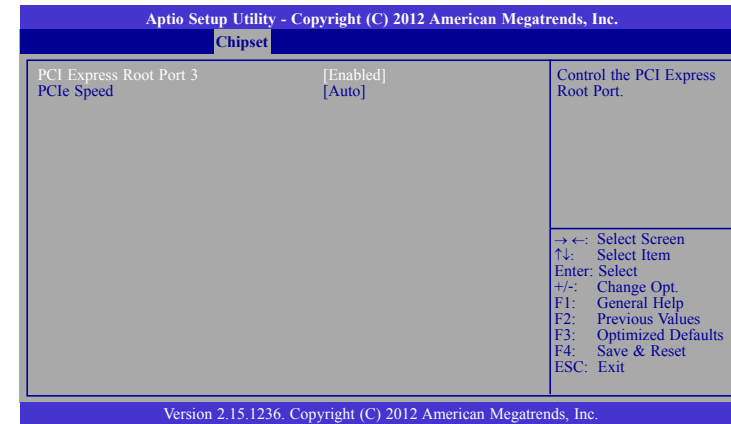 Aptio Setup Utility - Copyright (C) 2012 American Megatrends, Inc.
Chipset
PCI Express Root Port 3 [Enabled]
PCIe Speed [Auto]
Control the PCI Express
Root Port.
→ ←: Select Screen
↑↓: Select Item
Enter: Select
+/-: Change Opt.
F1: General Help
F2: Previous Values
F3: Optimized Defaults
F4: Save & Reset
ESC: Exit
Version 2.15.1236. Copyright (C) 2012 American Megatrends, Inc.